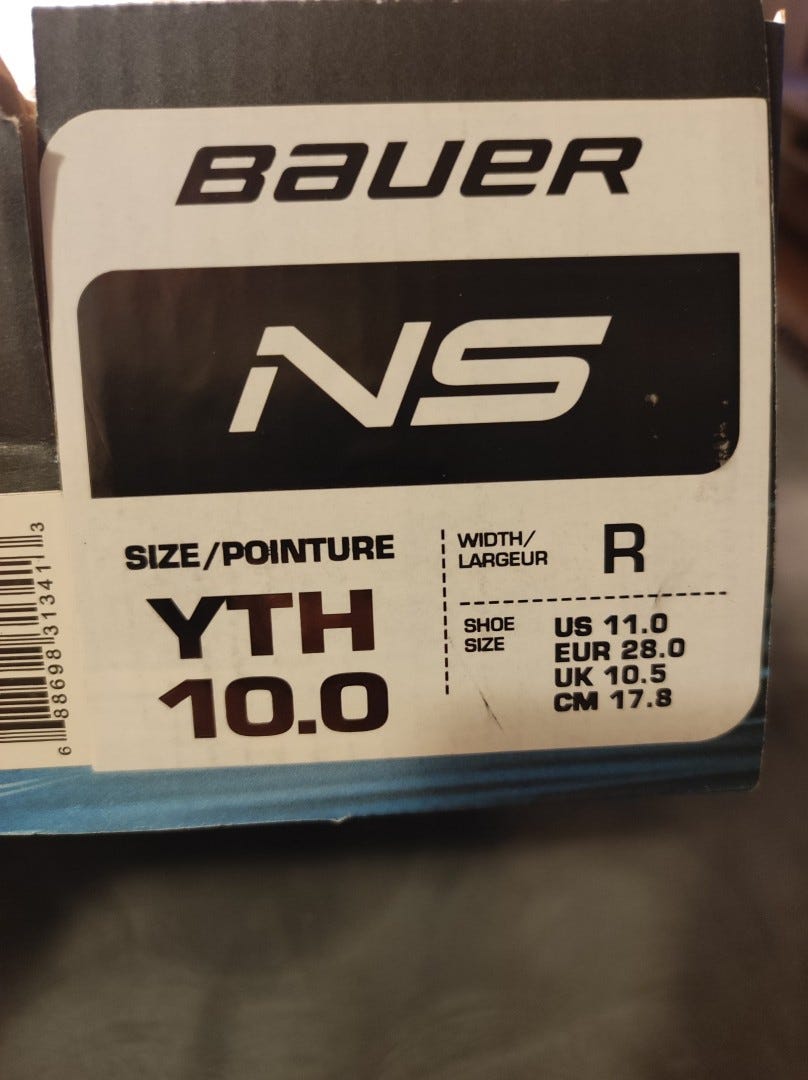 BAUER
NS
SIZE/POINTURE
YTH
10.0
WIDTH/
LARGEUR
R
SHOE
SIZE
US 11.0
EUR 28.0
UK 10.5
CM 17.8
6 88698 31341 3